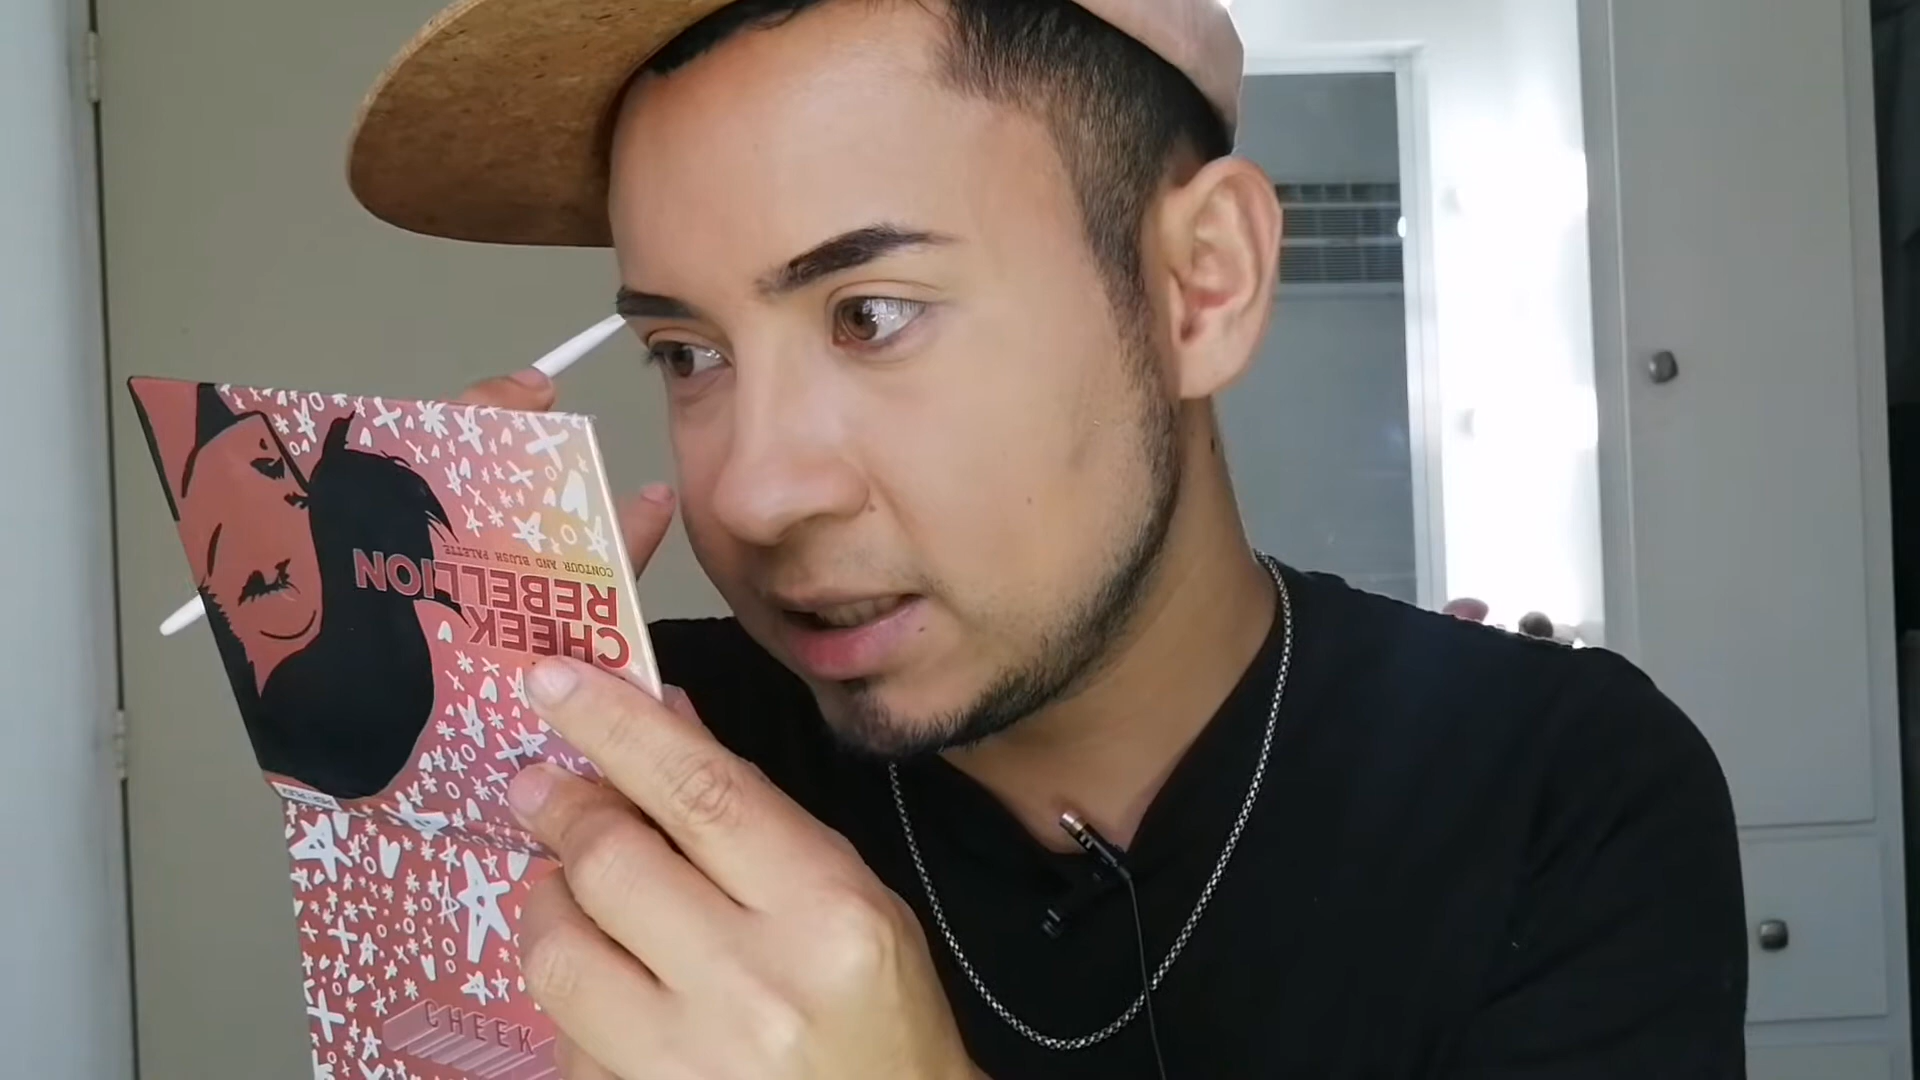 CHEEK
REBELLION
CONTOUR AND BLUSH PALETTE
CHEEK